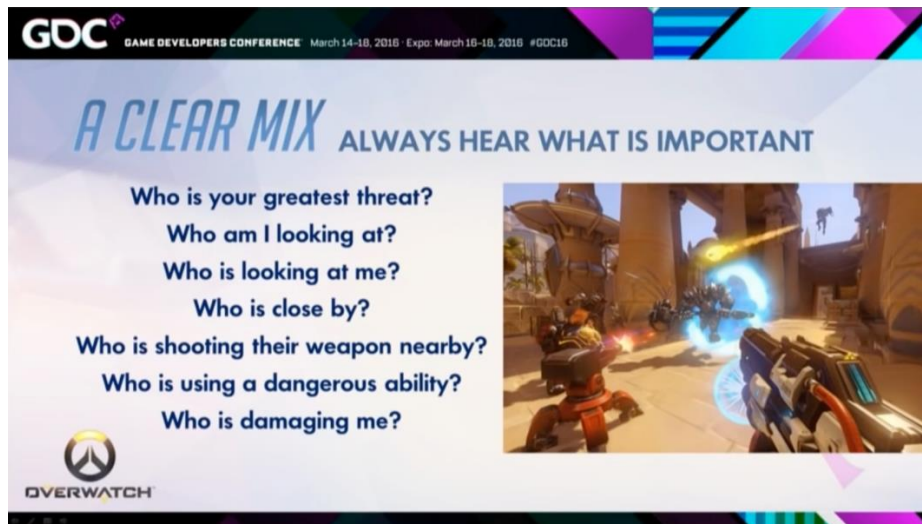 GDC
GAME DEVELOPERS CONFERENCE March 14-18, 2016 · Expo: March 16-18, 2016 #GDC16
A CLEAR MIX ALWAYS HEAR WHAT IS IMPORTANT
Who is your greatest threat?
Who am I looking at?
Who is looking at me?
Who is close by?
Who is shooting their weapon nearby?
Who is using a dangerous ability?
Who is damaging me?
OVERWATCH